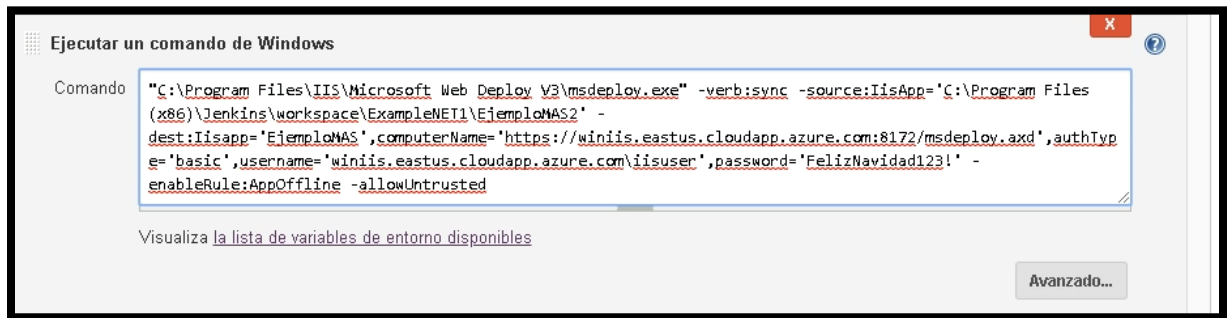 X
Ejecutar un comando de Windows
?
Comando
"C:\Program Files\IIS\Microsoft Web Deploy V3\msdeploy.exe" -verb:sync -source:IisApp='C:\Program Files
(x86)\Jenkins\workspace\ExampleNET1\EjemploMAS2' -
dest:Iisapp='EjemploMAS',computerName='https://winiis.eastus.cloudapp.azure.com:8172/msdeploy.axd',authTyp
e='basic',username='winiis.eastus.cloudapp.azure.com\iisuser',password='FelizNavidad123!' -
enableRule:AppOffline -allowUntrusted
Visualiza la lista de variables de entorno disponibles
Avanzado...